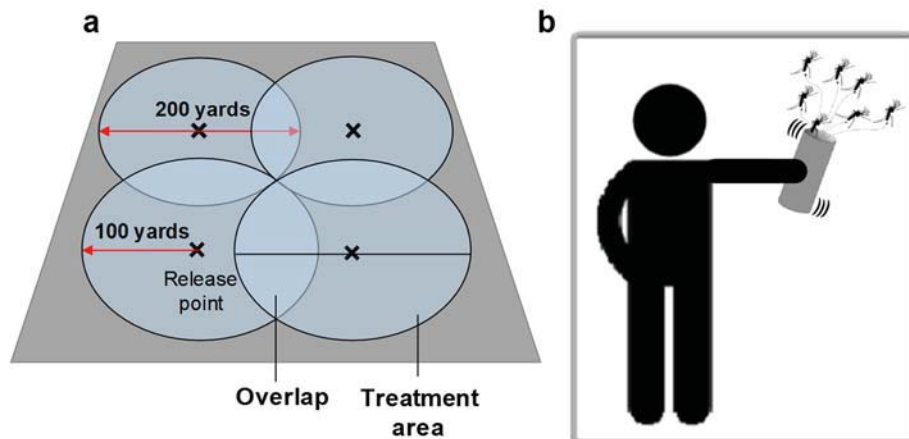 a
200 yards
100 yards
Release
point
Overlap
Treatment
area
b